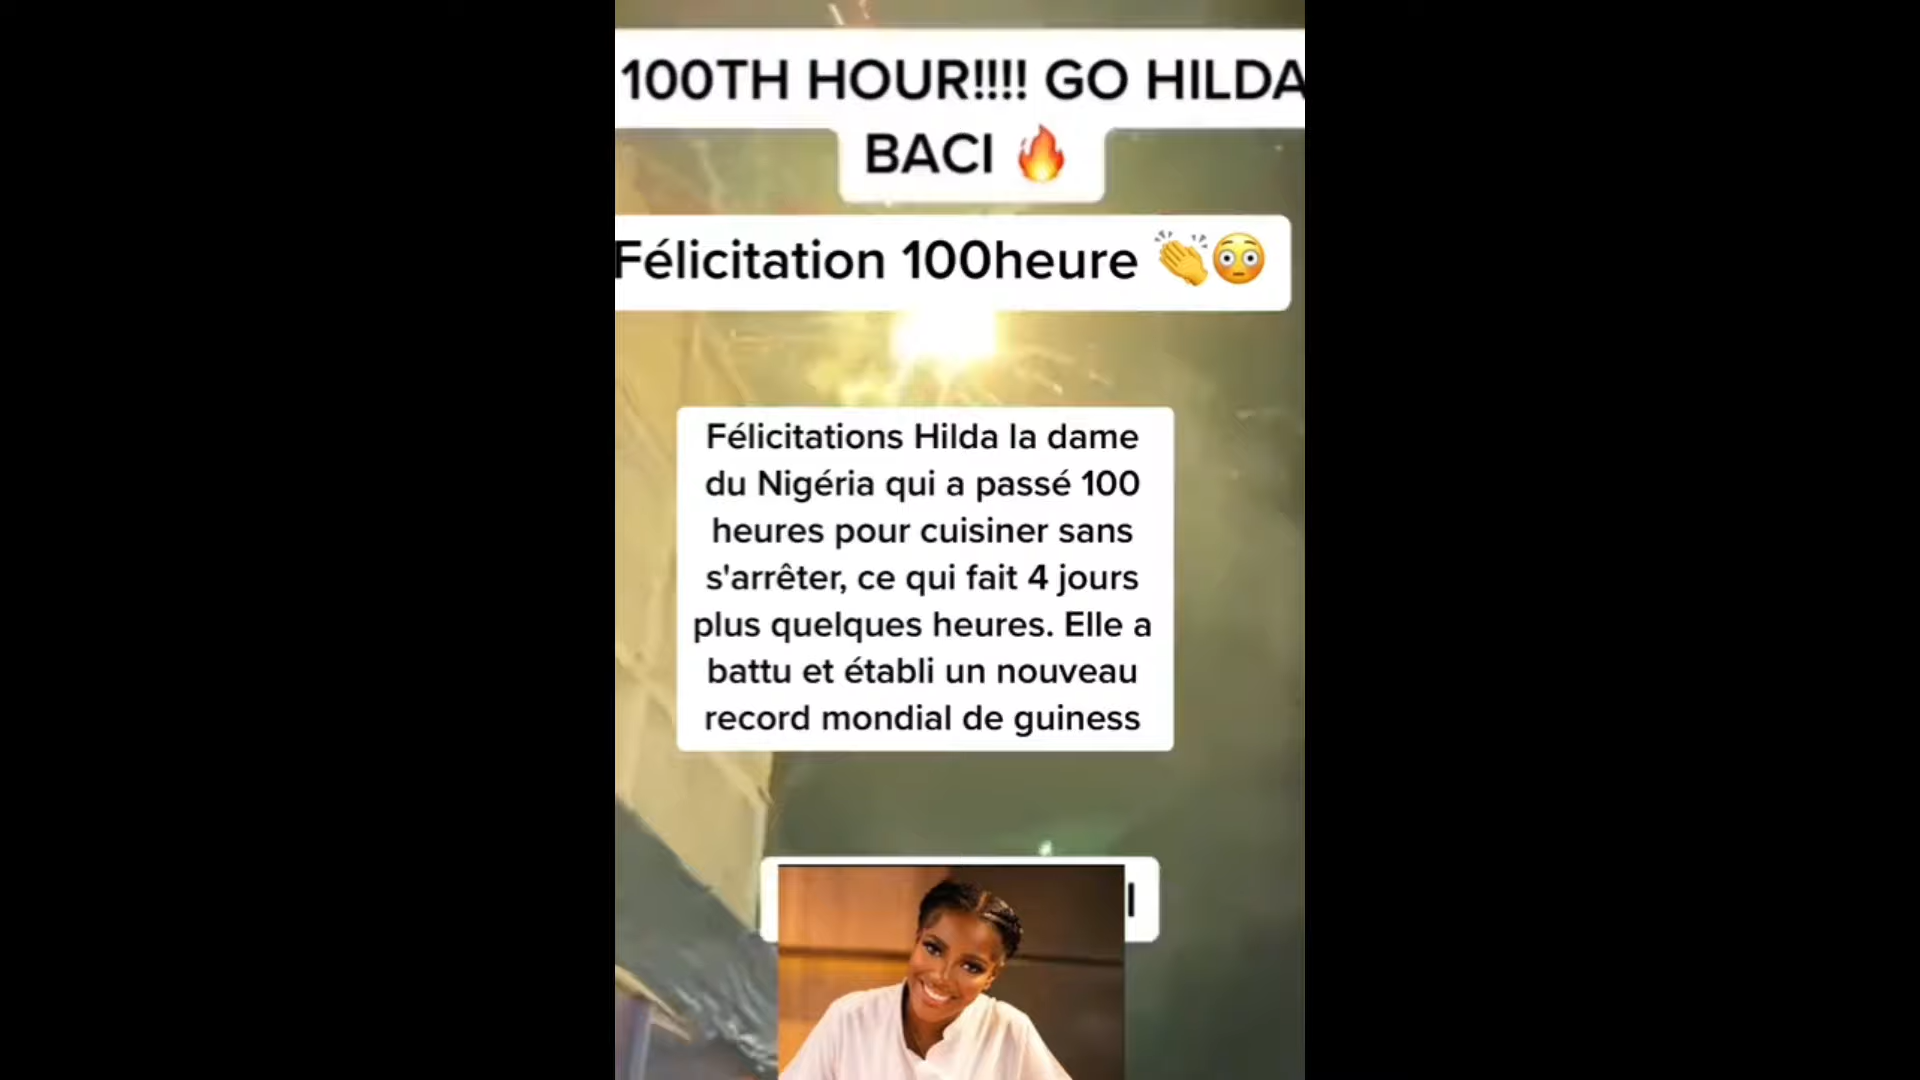 100TH HOUR!!!! GO HILDA
BACI 🔥
Félicitation 100heure 👏😳
Félicitations Hilda la dame
du Nigéria qui a passé 100
heures pour cuisiner sans
s'arrêter, ce qui fait 4 jours
plus quelques heures. Elle a
battu et établi un nouveau
record mondial de guiness